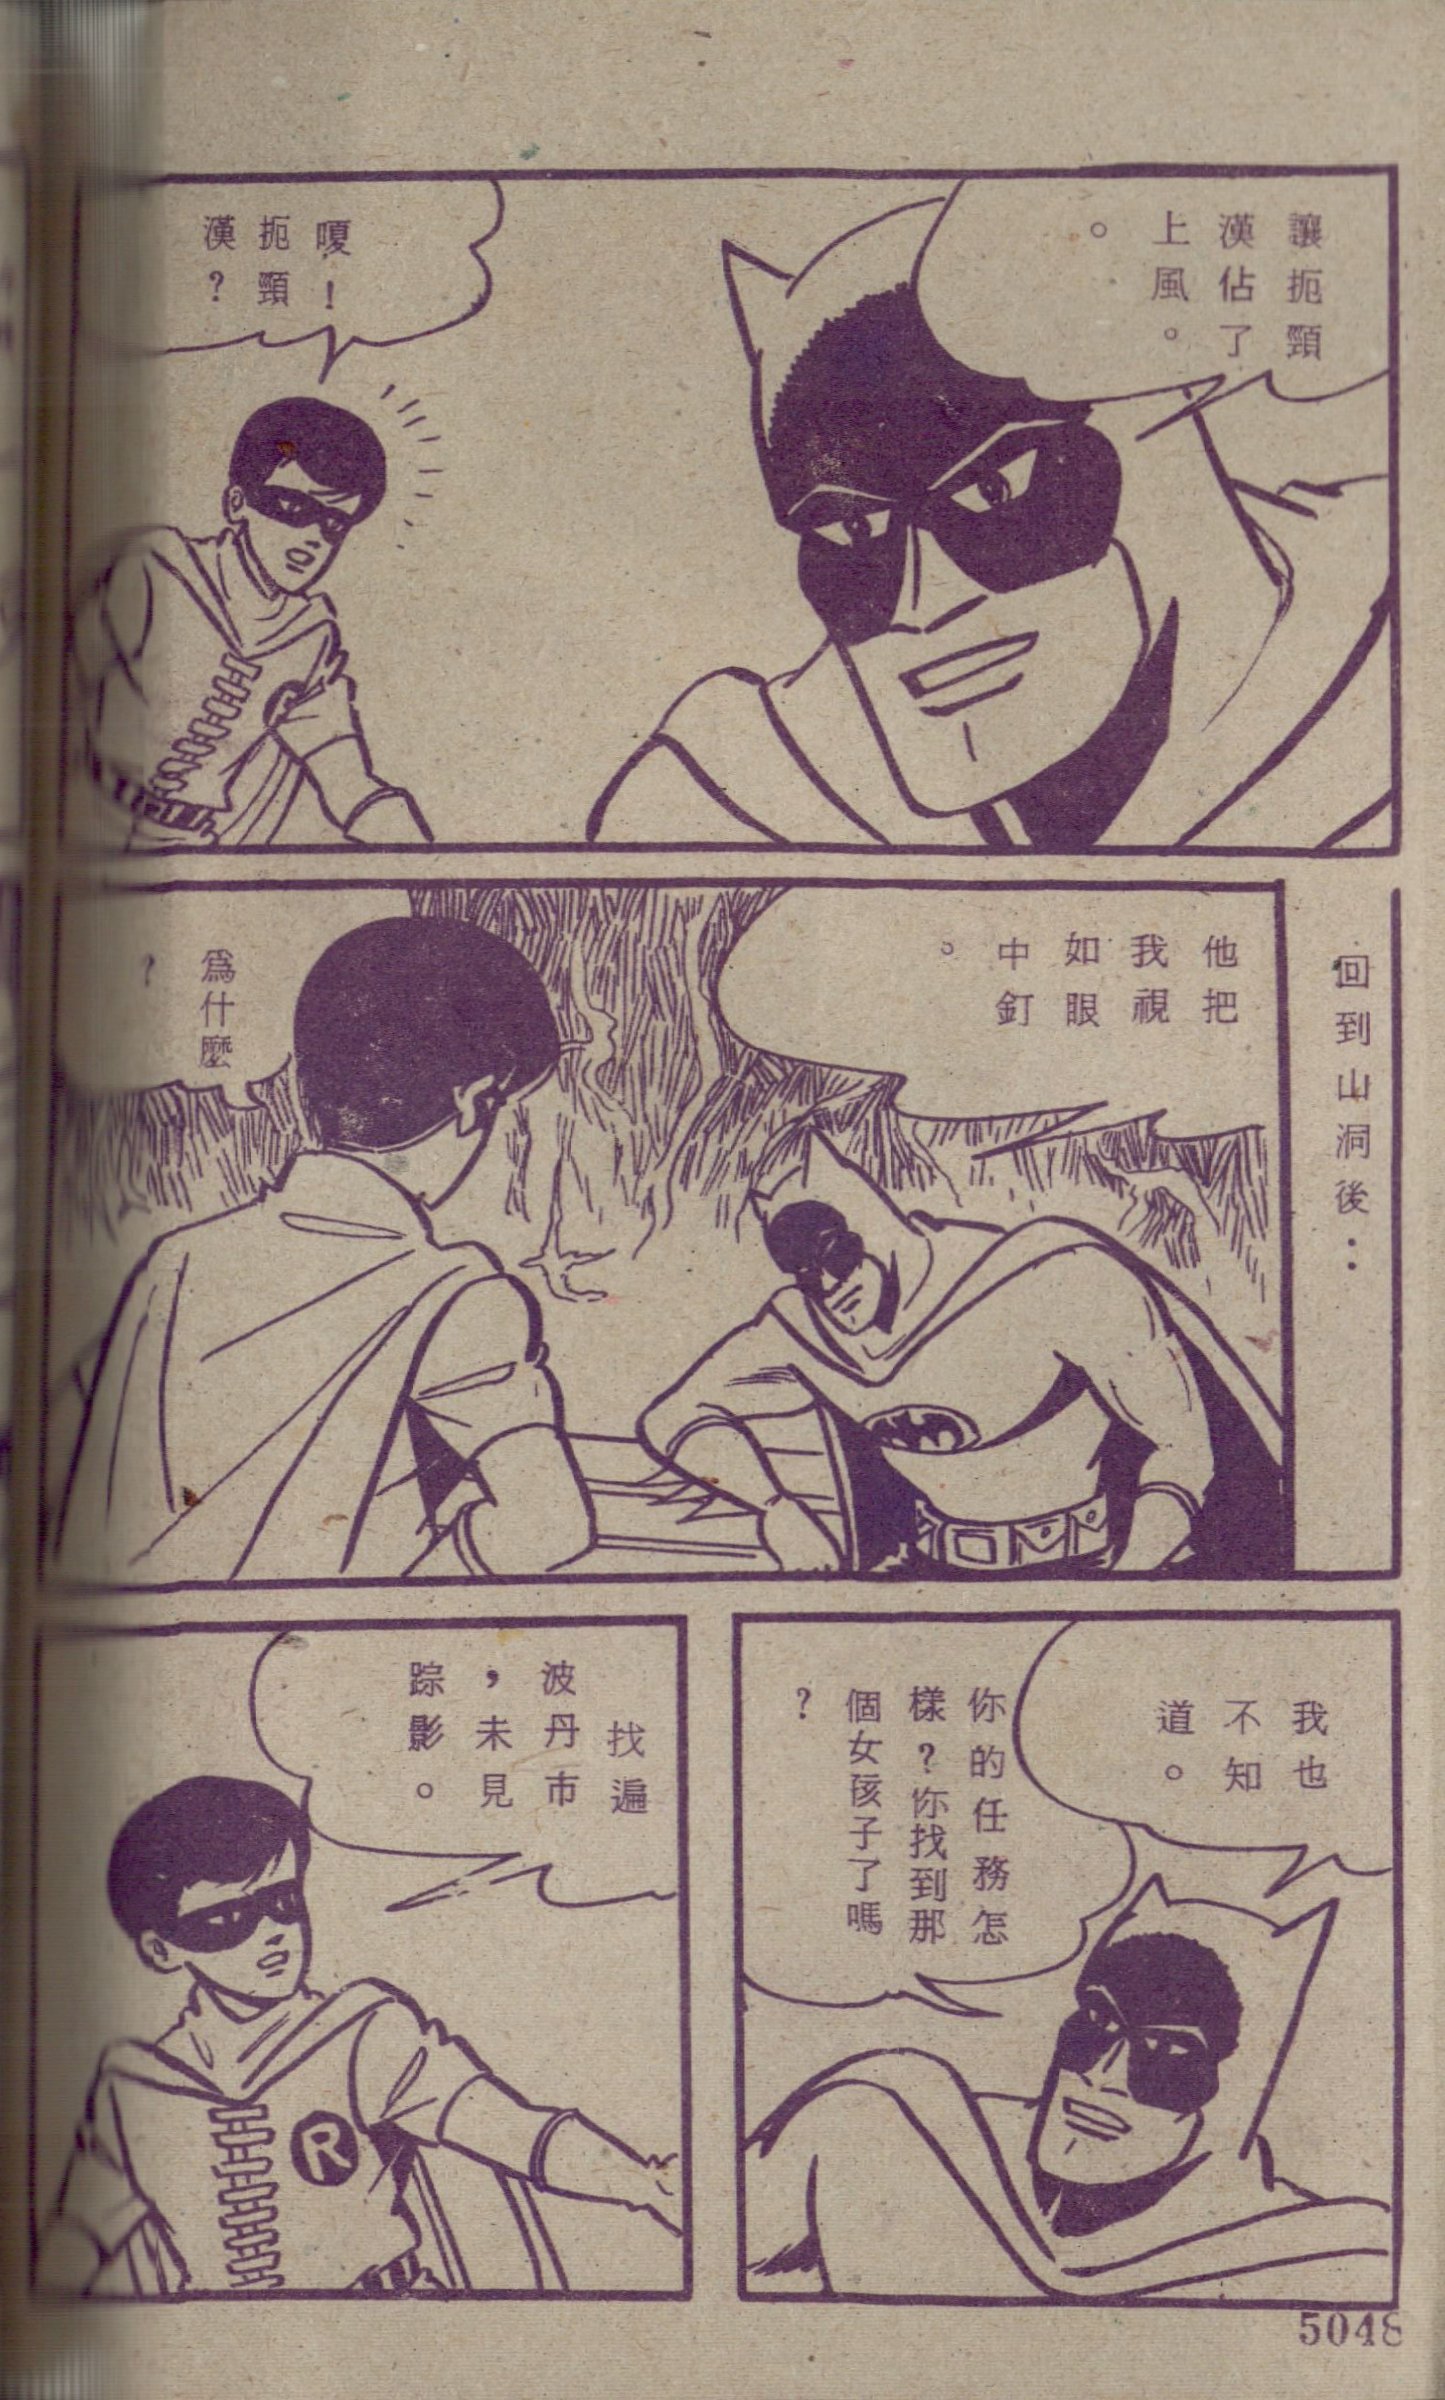 讓扼頸
漢佔了
上風。
。
嗄！
扼頸
漢？
回到山洞後：
他把
我視
如眼
中釘
。
爲什麼
？
我也
不知
道。
你的任務怎
樣？你找到那
個女孩子了嗎
？
找遍
波丹市
，未見
踪影。
R
5048